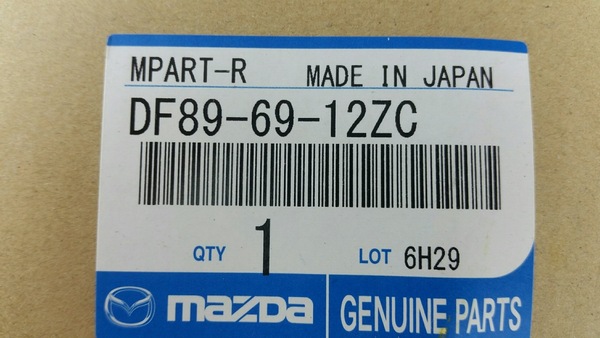 MPART-R MADE IN JAPAN
DF89-69-12ZC
QTY 1 LOT 6H29
mazda GENUINE PARTS